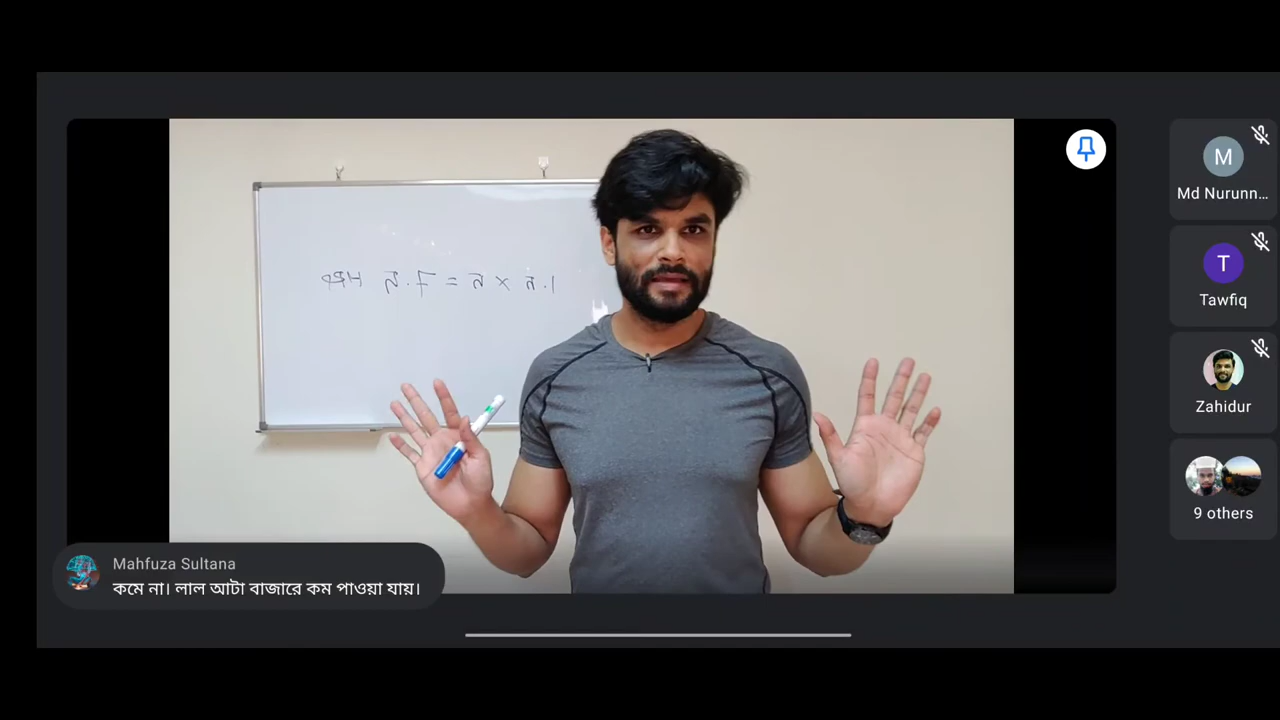 M
Md Nurunn...
T
Tawfiq
Zahidur
9 others
Mahfuza Sultana
কমে না। লাল আটা বাজারে কম পাওয়া যায়।